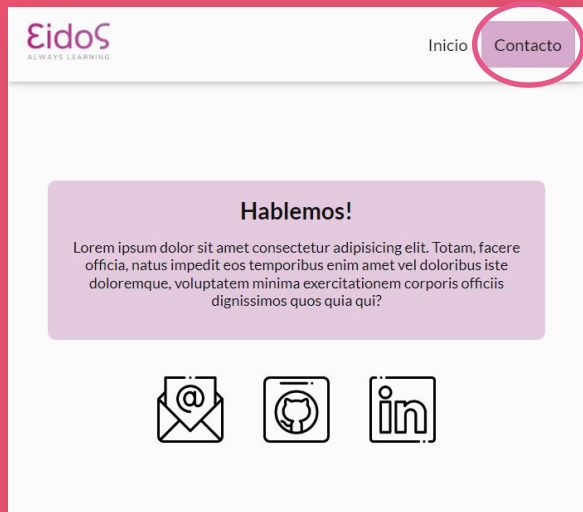 EidoS
ALWAYS LEARNING
Inicio Contacto
Hablemos!
Lorem ipsum dolor sit amet consectetur adipisicing elit. Totam, facere
officia, natus impedit eos temporibus enim amet vel doloribus iste
doloremque, voluptatem minima exercitationem corporis officiis
dignissimos quos quia qui?
@
in